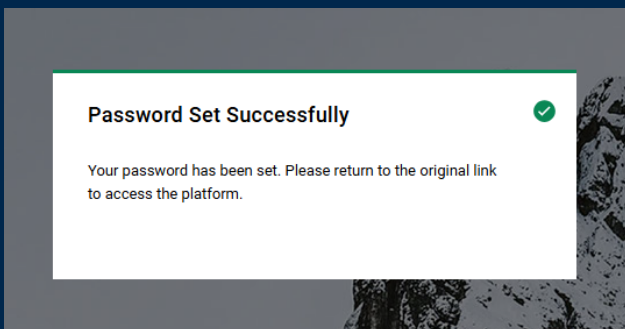 Password Set Successfully
Your password has been set. Please return to the original link
to access the platform.